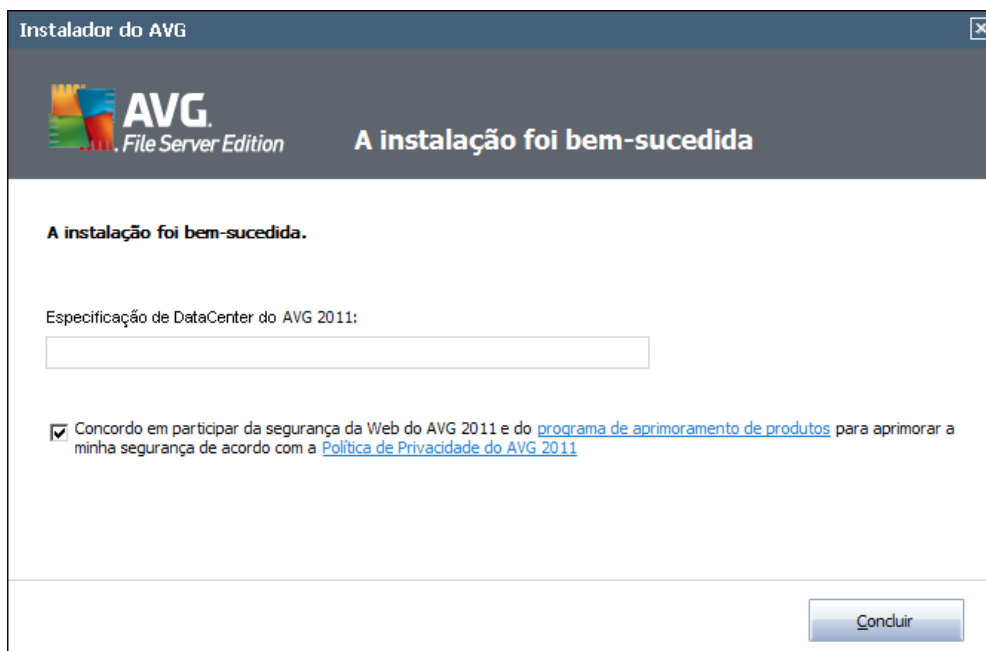 Instalador do AVG
AVG.
File Server Edition
A instalação foi bem-sucedida
A instalação foi bem-sucedida.
Especificação de DataCenter do AVG 2011:
Concordo em participar da segurança da Web do AVG 2011 e do programa de aprimoramento de produtos para aprimorar a
minha segurança de acordo com a Política de Privacidade do AVG 2011
Concluir